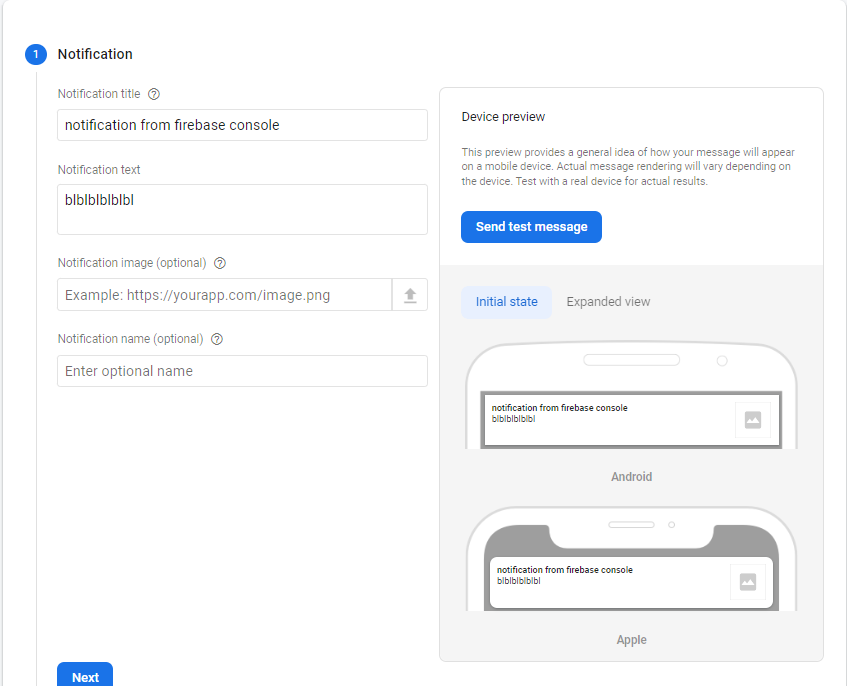 1 Notification
Notification title
notification from firebase console
Notification text
blblblblblbl
Notification image (optional)
Example: https://yourapp.com/image.png
Notification name (optional)
Enter optional name
Next
Device preview
This preview provides a general idea of how your message will appear
on a mobile device. Actual message rendering will vary depending on
the device. Test with a real device for actual results.
Send test message
Initial state Expanded view
notification from firebase console
blblblblblbl
Android
notification from firebase console
blblblblblbl
Apple